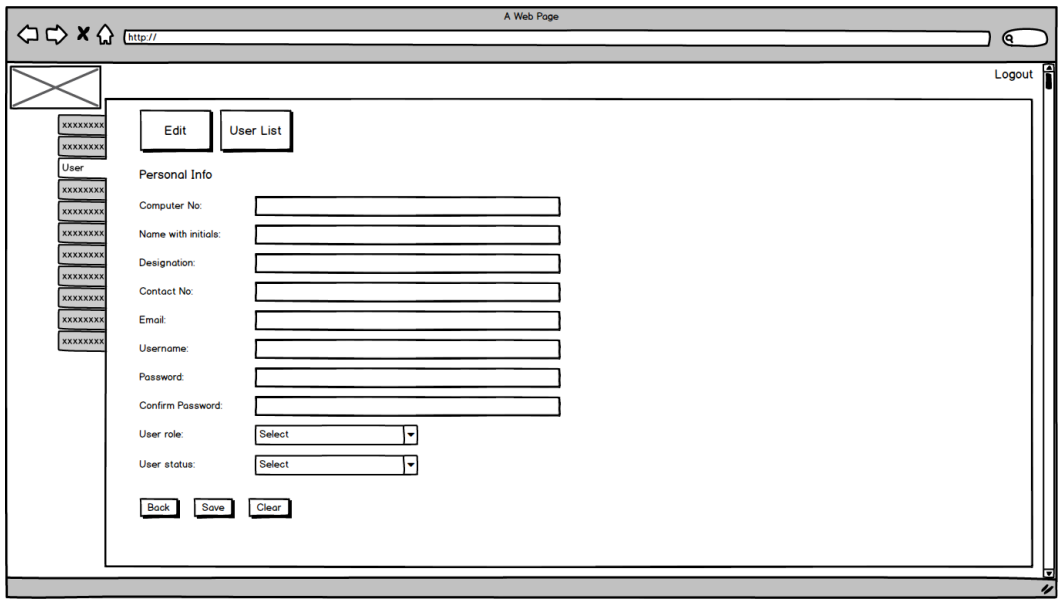 A Web Page
http://
Logout
xxxxxxxx
xxxxxxxx
User
xxxxxxxx
xxxxxxxx
xxxxxxxx
xxxxxxxx
xxxxxxxx
xxxxxxxx
xxxxxxxx
xxxxxxxx
Edit User List
Personal Info
Computer No:
Name with initials:
Designation:
Contact No:
Email:
Username:
Password:
Confirm Password:
User role: Select
User status: Select
Back Save Clear